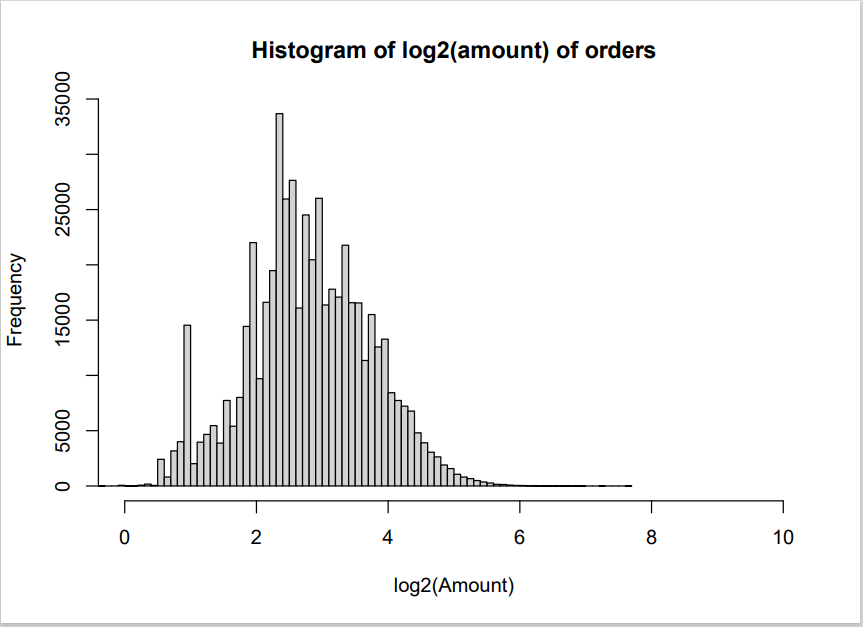 Histogram of log2(amount) of orders
35000
25000
15000
5000
0
Frequency
0 2 4 6 8 10
log2(Amount)